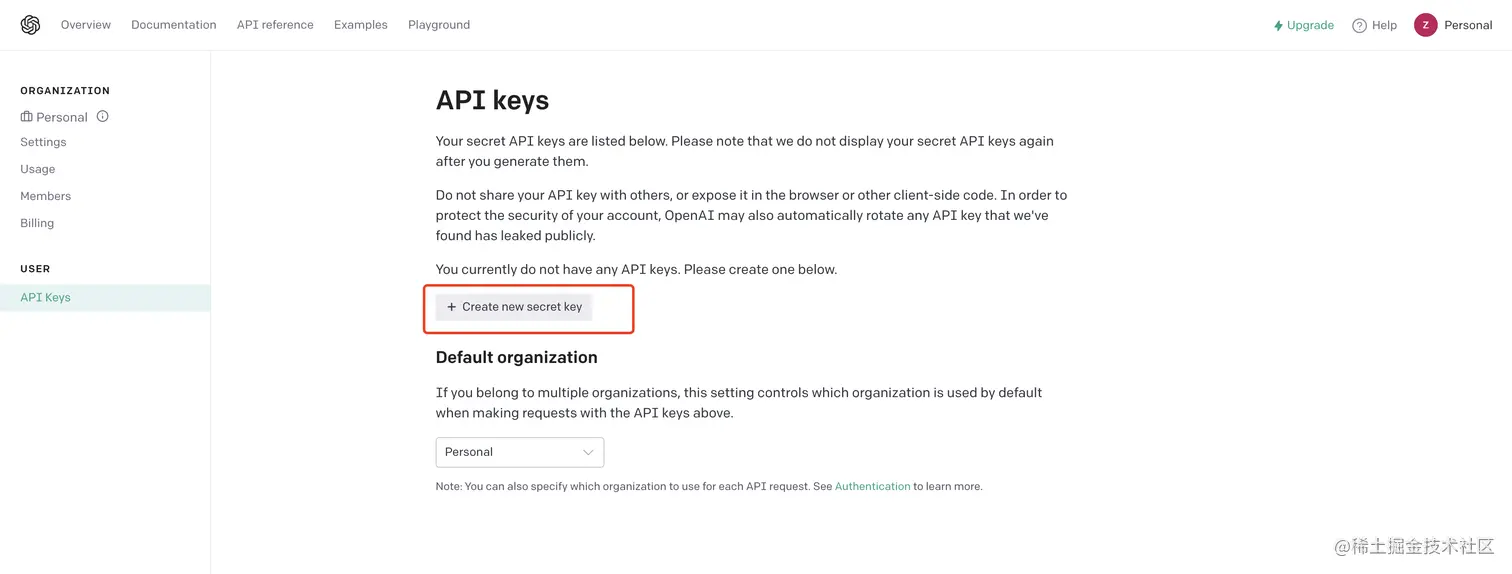 Overview Documentation API reference Examples Playground Upgrade Help Z Personal
ORGANIZATION
Personal
Settings
Usage
Members
Billing
USER
API Keys
API keys
Your secret API keys are listed below. Please note that we do not display your secret API keys again
after you generate them.
Do not share your API key with others, or expose it in the browser or other client-side code. In order to
protect the security of your account, OpenAI may also automatically rotate any API key that we've
found has leaked publicly.
You currently do not have any API keys. Please create one below.
+ Create new secret key
Default organization
If you belong to multiple organizations, this setting controls which organization is used by default
when making requests with the API keys above.
Personal
Note: You can also specify which organization to use for each API request. See Authentication to learn more.
@稀土掘金技术社区